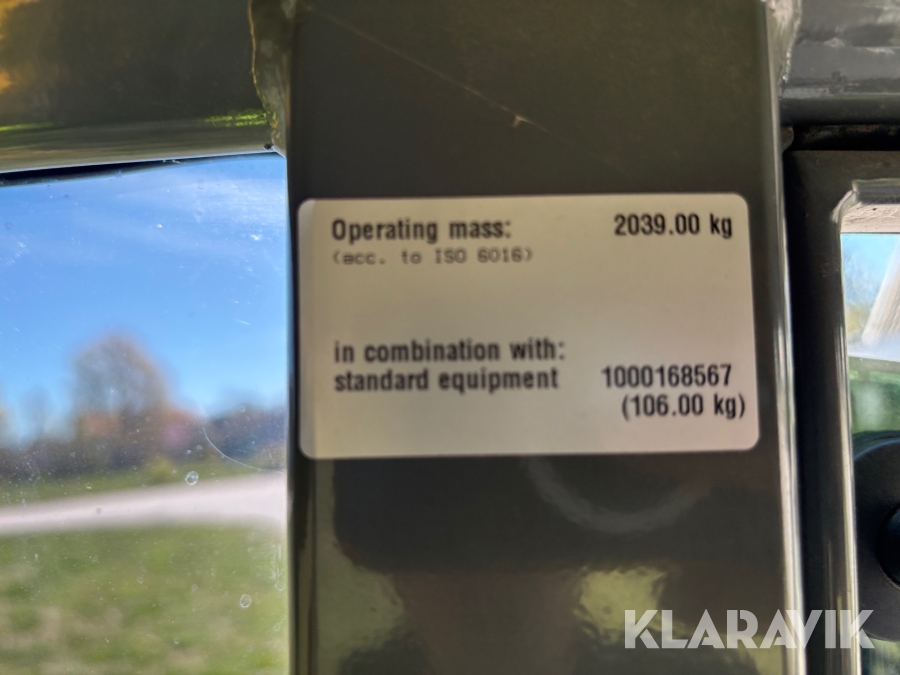 Operating mass: 2039.00 kg
(acc. to ISO 6016)
in combination with:
standard equipment 1000168567
(106.00 kg)
KLARAVIK